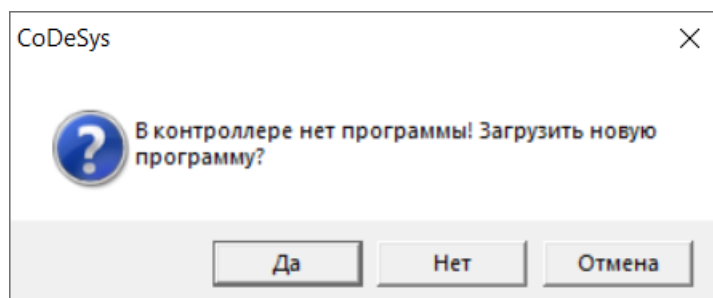 CoDeSys
В контроллере нет программы! Загрузить новую
программу?
Да
Нет
Отмена